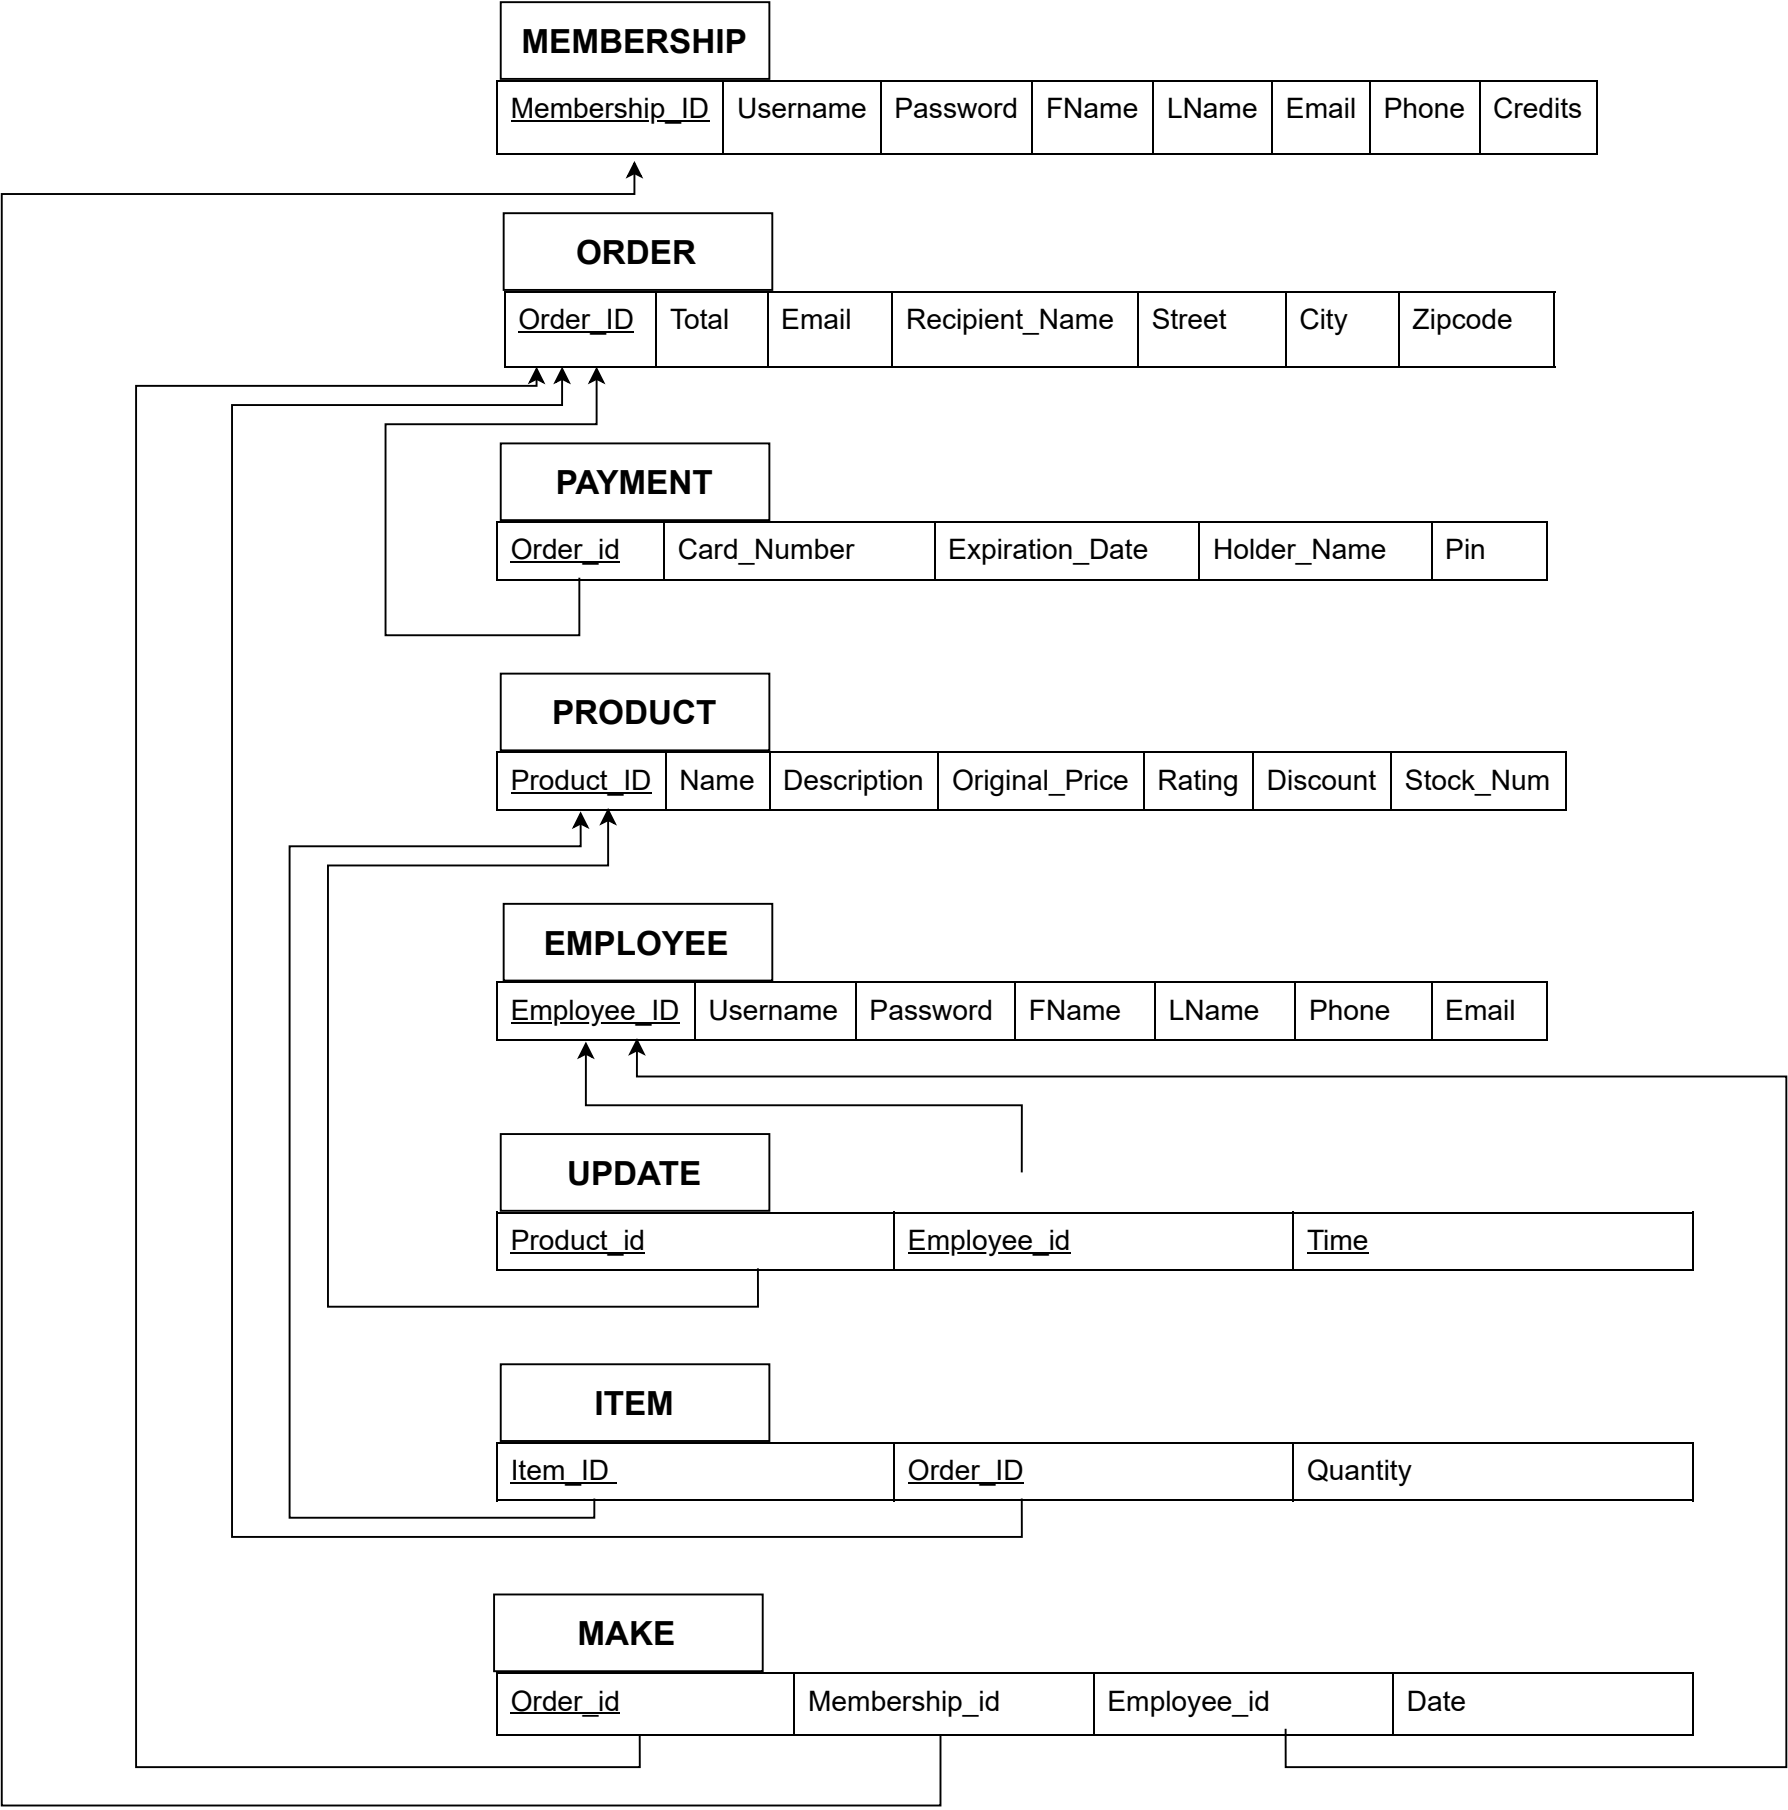 MEMBERSHIP
Membership_ID Username Password FName LName Email Phone Credits
ORDER
Order_ID Total Email Recipient_Name Street City Zipcode
PAYMENT
Order_id Card_Number Expiration_Date Holder_Name Pin
PRODUCT
Product_ID Name Description Original_Price Rating Discount Stock_Num
EMPLOYEE
Employee_ID Username Password FName LName Phone Email
UPDATE
Product_id Employee_id Time
ITEM
Item_ID Order_ID Quantity
MAKE
Order_id Membership_id Employee_id Date